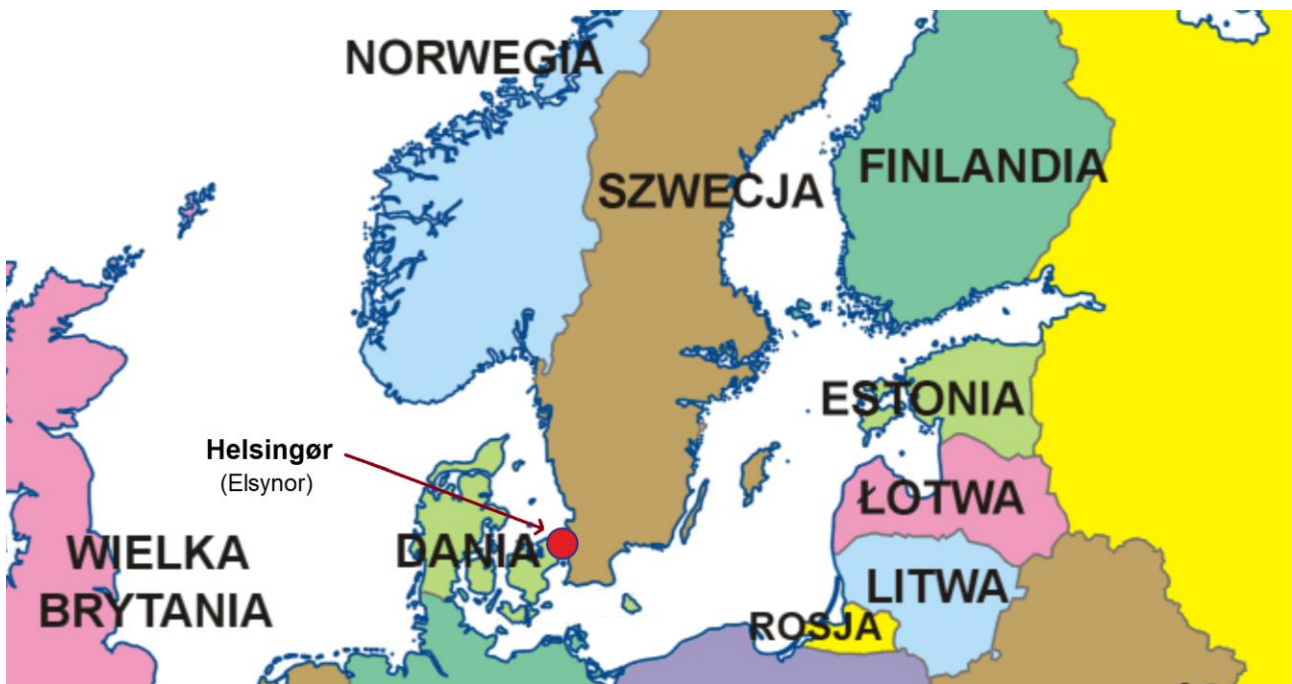 NORWEGIA
SZWECJA
FINLANDIA
ESTONIA
Helsingør
(Elsynor)
ŁOTWA
WIELKA
BRYTANIA
DANIA
LITWA
ROSJA